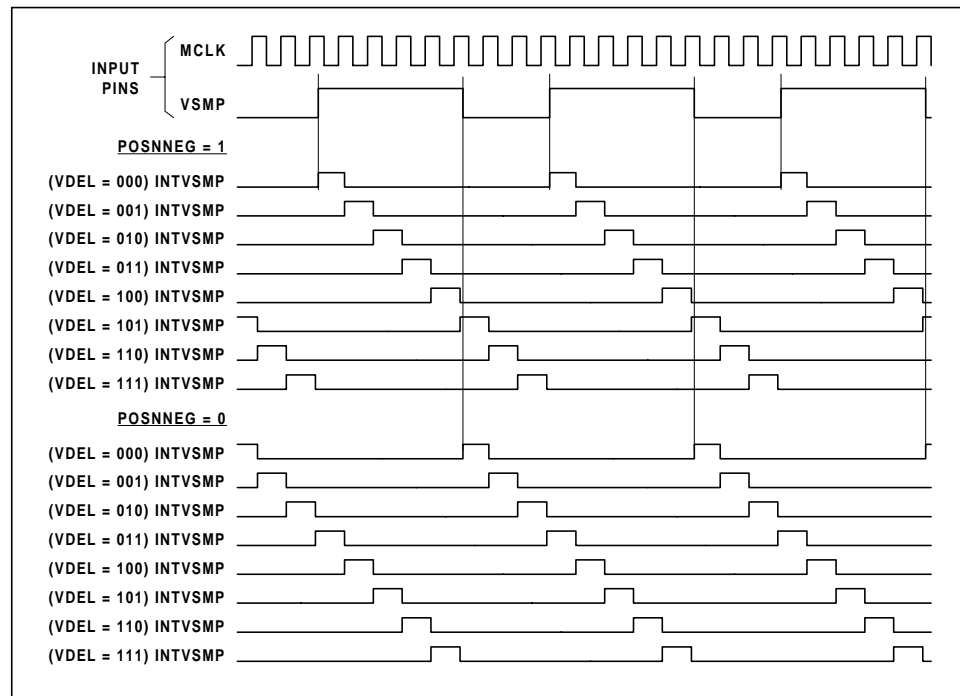 MCLK
INPUT
PINS
VSMP
POSNNEG = 1
(VDEL = 000) INTVSMP
(VDEL = 001) INTVSMP
(VDEL = 010) INTVSMP
(VDEL = 011) INTVSMP
(VDEL = 100) INTVSMP
(VDEL = 101) INTVSMP
(VDEL = 110) INTVSMP
(VDEL = 111) INTVSMP
POSNNEG = 0
(VDEL = 000) INTVSMP
(VDEL = 001) INTVSMP
(VDEL = 010) INTVSMP
(VDEL = 011) INTVSMP
(VDEL = 100) INTVSMP
(VDEL = 101) INTVSMP
(VDEL = 110) INTVSMP
(VDEL = 111) INTVSMP